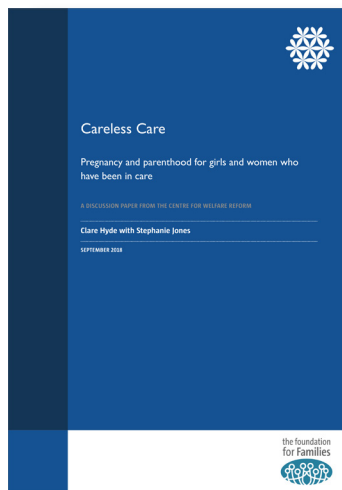 Careless Care
Pregnancy and parenthood for girls and women who
have been in care
A DISCUSSION PAPER FROM THE CENTRE FOR WELFARE REFORM
Clare Hyde with Stephanie Jones
SEPTEMBER 2018
the foundation
for Families